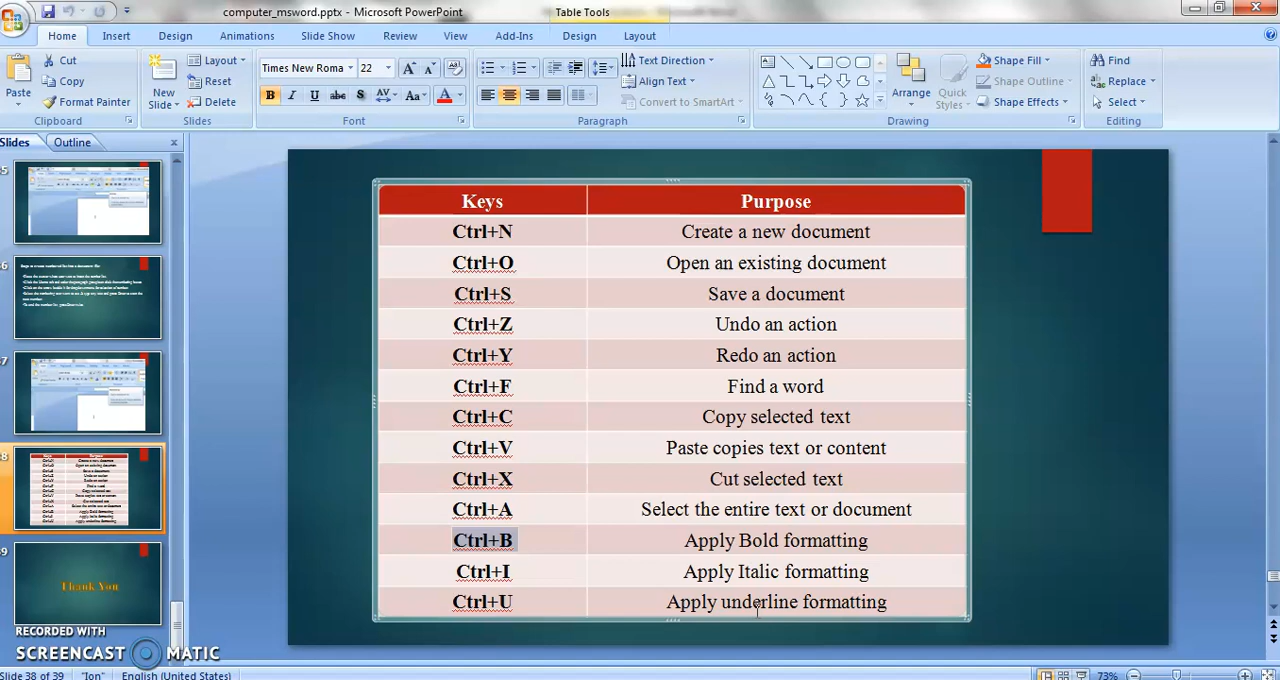 computer_msword.pptx - Microsoft PowerPoint
Table Tools
Home Insert Design Animations Slide Show Review View Add-Ins Design Layout
Paste
Cut
Copy
Format Painter
Clipboard
New Slide
Layout
Reset
Delete
Slides
Times New Roma 22
B I U abc S AV Aa A
Font
Text Direction
Align Text
Convert to SmartArt
Paragraph
Arrange
Quick Styles
Shape Fill
Shape Outline
Shape Effects
Drawing
Find
Replace
Select
Editing
Slides Outline
Keys Purpose
Ctrl+N Create a new document
Ctrl+O Open an existing document
Ctrl+S Save a document
Ctrl+Z Undo an action
Ctrl+Y Redo an action
Ctrl+F Find a word
Ctrl+C Copy selected text
Ctrl+V Paste copies text or content
Ctrl+X Cut selected text
Ctrl+A Select the entire text or document
Ctrl+B Apply Bold formatting
Ctrl+I Apply Italic formatting
Ctrl+U Apply underline formatting
Thank You
RECORDED WITH
SCREENCAST MATIC
Slide 38 of 39 "Ion" English (United States) 73%